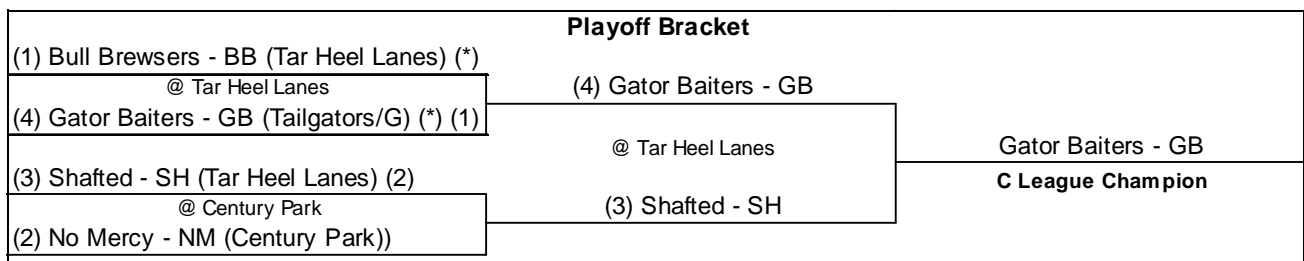 Playoff Bracket
(1) Bull Brewsers - BB (Tar Heel Lanes) (*)
@ Tar Heel Lanes
(4) Gator Baiters - GB (Tailgators/G) (*) (1)
(4) Gator Baiters - GB
@ Tar Heel Lanes
(3) Shafted - SH (Tar Heel Lanes) (2)
@ Century Park
(2) No Mercy - NM (Century Park))
(3) Shafted - SH
Gator Baiters - GB
C League Champion